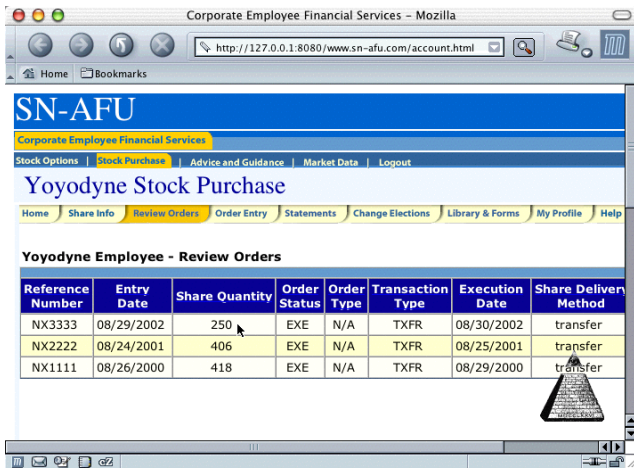 Corporate Employee Financial Services – Mozilla
http://127.0.0.1:8080/www.sn-afu.com/account.html
Home Bookmarks
SN-AFU
Corporate Employee Financial Services
Stock Options | Stock Purchase | Advice and Guidance | Market Data | Logout
Yoyodyne Stock Purchase
Home Share Info Review Orders Order Entry Statements Change Elections Library & Forms My Profile Help
Yoyodyne Employee - Review Orders
Reference Number Entry Date Share Quantity Order Status Order Type Transaction Type Execution Date Share Delivery Method
NX3333 08/29/2002 250 EXE N/A TXFR 08/30/2002 transfer
NX2222 08/24/2001 406 EXE N/A TXFR 08/25/2001 transfer
NX1111 08/26/2000 418 EXE N/A TXFR 08/29/2000 transfer